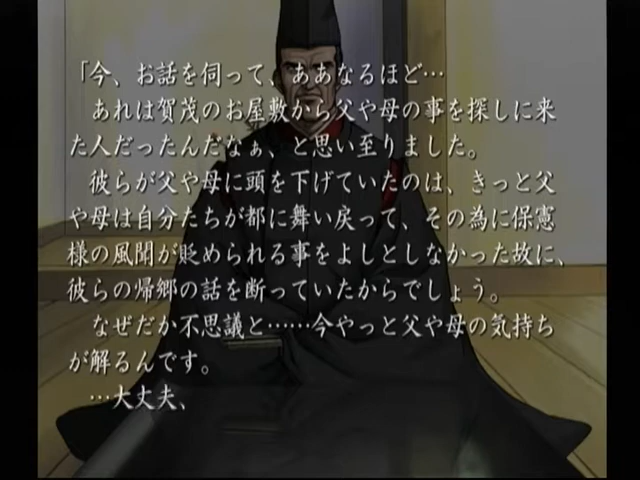 「今、お話を伺って、ああなるほど…
あれは賀茂のお屋敷から父や母の事を探しに来
た人だったんだなぁ、と思い至りました。
彼らが父や母に頭を下げていたのは、きっと父
や母は自分たちが都に舞い戻って、その為に保憲
様の風聞が貶められる事をよしとしなかった故に、
彼らの帰郷の話を断っていたからでしょう。
なぜだか不思議と……今やっと父や母の気持ち
が解るんです。
…大丈夫、